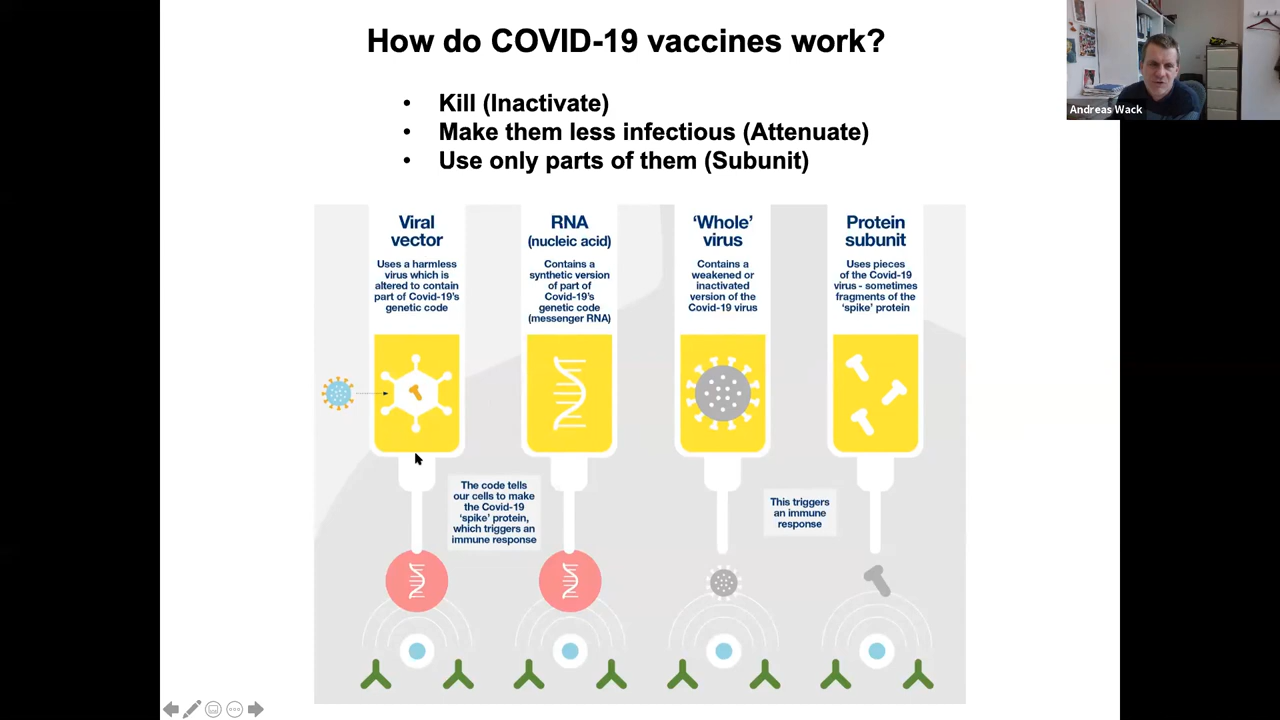 How do COVID-19 vaccines work?
• Kill (Inactivate)
• Make them less infectious (Attenuate)
• Use only parts of them (Subunit)
Andreas Wack
Viral
vector
Uses a harmless
virus which is
altered to contain
part of Covid-19's
genetic code
RNA
(nucleic acid)
Contains a
synthetic version
of part of
Covid-19's
genetic code
(messenger RNA)
'Whole'
virus
Contains a
weakened or
inactivated
version of the
Covid-19 virus
Protein
subunit
Uses pieces
of the Covid-19
virus - sometimes
fragments of the
'spike' protein
The code tells
our cells to make
the Covid-19
'spike' protein,
which triggers an
immune response
This triggers
an immune
response